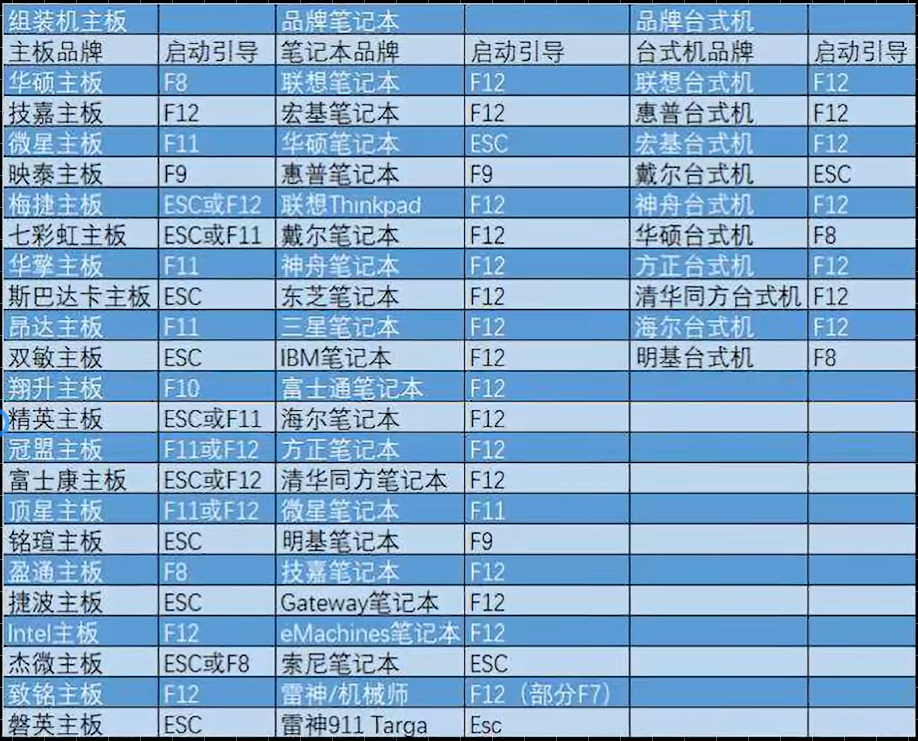 组装机主板 品牌笔记本 品牌台式机
主板品牌 启动引导 笔记本品牌 启动引导 台式机品牌 启动引导
华硕主板 F8 联想笔记本 F12 联想台式机 F12
技嘉主板 F12 宏基笔记本 F12 惠普台式机 F12
微星主板 F11 华硕笔记本 ESC 宏基台式机 F12
映泰主板 F9 惠普笔记本 F9 戴尔台式机 ESC
梅捷主板 ESC或F12 联想Thinkpad F12 神舟台式机 F12
七彩虹主板 ESC或F11 戴尔笔记本 F12 华硕台式机 F8
华擎主板 F11 神舟笔记本 F12 方正台式机 F12
斯巴达卡主板 ESC 东芝笔记本 F12 清华同方台式机 F12
昂达主板 F11 三星笔记本 F12 海尔台式机 F12
双敏主板 ESC IBM笔记本 F12 明基台式机 F8
翔升主板 F10 富士通笔记本 F12
精英主板 ESC或F11 海尔笔记本 F12
冠盟主板 F11或F12 方正笔记本 F12
富士康主板 ESC或F12 清华同方笔记本 F12
顶星主板 F11或F12 微星笔记本 F11
铭瑄主板 ESC 明基笔记本 F9
盈通主板 F8 技嘉笔记本 F12
捷波主板 ESC Gateway笔记本 F12
Intel主板 F12 eMachines笔记本 F12
杰微主板 ESC或F8 索尼笔记本 ESC
致铭主板 F12 雷神/机械师 F12（部分F7）
磐英主板 ESC 雷神911 Targa Esc